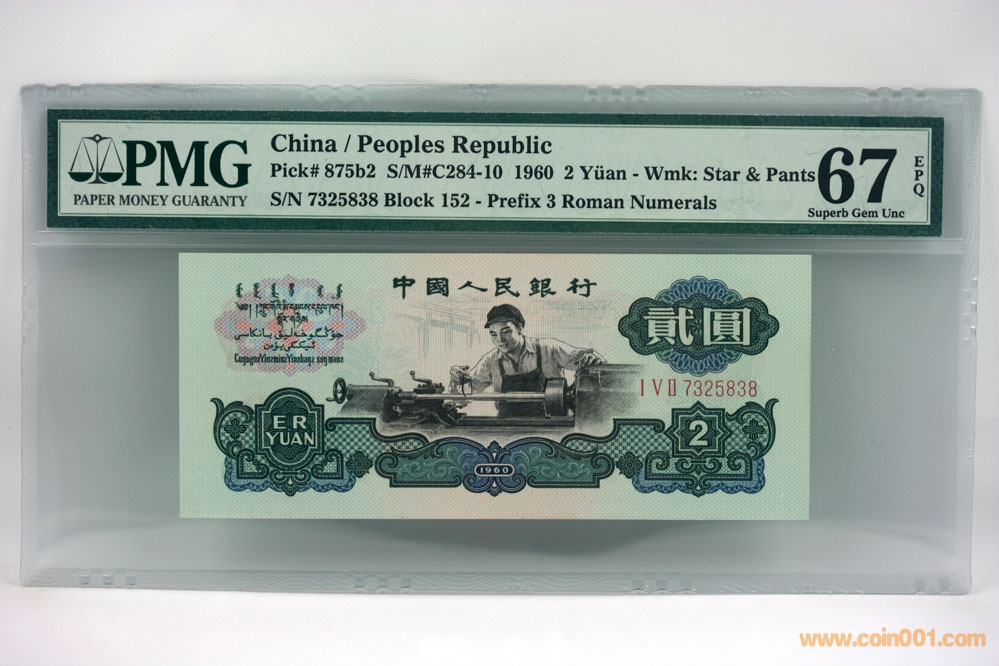 PMG
PAPER MONEY GUARANTY
China / Peoples Republic
Pick# 875b2 S/M#C284-10 1960 2 Yüan - Wmk: Star & Pants
S/N 7325838 Block 152 - Prefix 3 Roman Numerals
67
EPQ
Superb Gem Unc
中國人民銀行
CuŋgogƨYinzminzYinzhaŋƨ.
貳圓
I V II 7325838
ER
YUAN
2
1960
www.coin001.com